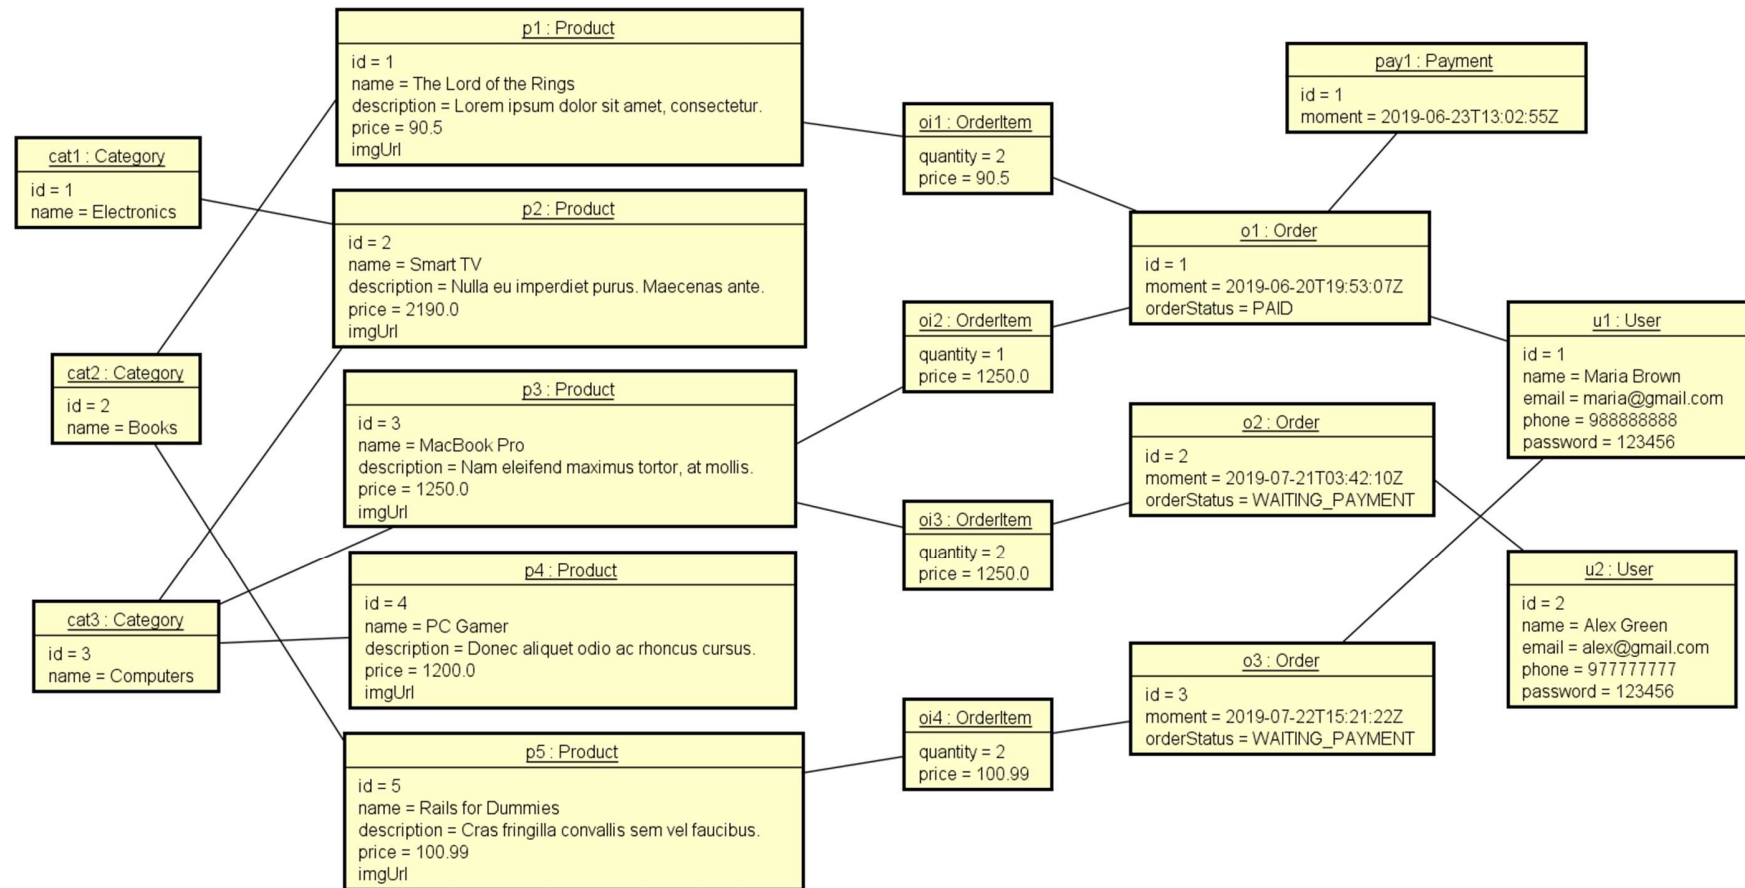 p1 : Product
id = 1
name = The Lord of the Rings
description = Lorem ipsum dolor sit amet, consectetur.
price = 90.5
imgUrl
pay1 : Payment
id = 1
moment = 2019-06-23T13:02:55Z
oi1 : OrderItem
quantity = 2
price = 90.5
cat1 : Category
id = 1
name = Electronics
p2 : Product
id = 2
name = Smart TV
description = Nulla eu imperdiet purus. Maecenas ante.
price = 2190.0
imgUrl
o1 : Order
id = 1
moment = 2019-06-20T19:53:07Z
orderStatus = PAID
oi2 : OrderItem
quantity = 1
price = 1250.0
u1 : User
id = 1
name = Maria Brown
email = maria@gmail.com
phone = 988888888
password = 123456
cat2 : Category
id = 2
name = Books
p3 : Product
id = 3
name = MacBook Pro
description = Nam eleifend maximus tortor, at mollis.
price = 1250.0
imgUrl
o2 : Order
id = 2
moment = 2019-07-21T03:42:10Z
orderStatus = WAITING_PAYMENT
oi3 : OrderItem
quantity = 2
price = 1250.0
p4 : Product
id = 4
name = PC Gamer
description = Donec aliquet odio ac rhoncus cursus.
price = 1200.0
imgUrl
u2 : User
id = 2
name = Alex Green
email = alex@gmail.com
phone = 977777777
password = 123456
cat3 : Category
id = 3
name = Computers
o3 : Order
id = 3
moment = 2019-07-22T15:21:22Z
orderStatus = WAITING_PAYMENT
oi4 : OrderItem
quantity = 2
price = 100.99
p5 : Product
id = 5
name = Rails for Dummies
description = Cras fringilla convallis sem vel faucibus.
price = 100.99
imgUrl